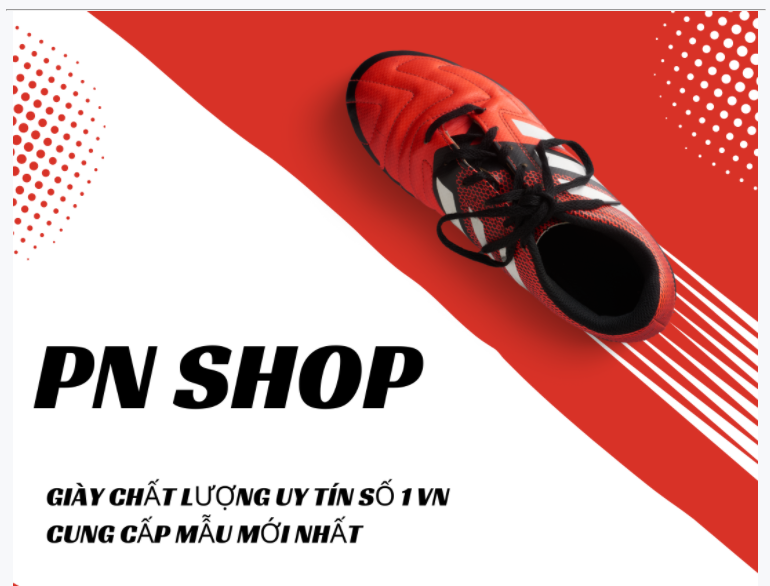 PN SHOP
GIÀY CHẤT LƯỢNG UY TÍN SỐ 1 VN
CUNG CẤP MẪU MỚI NHẤT